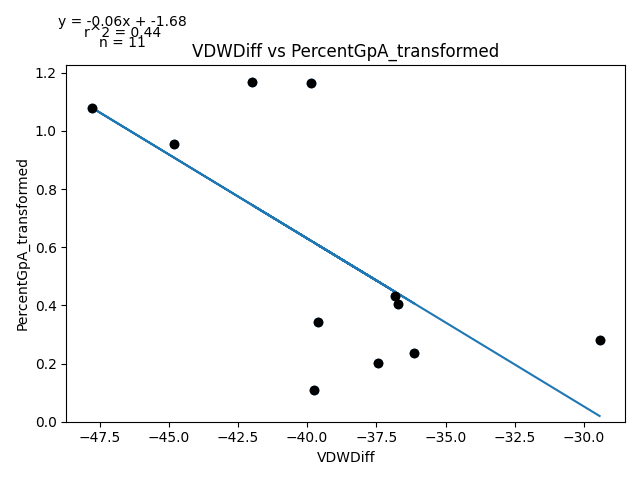 y = -0.06x + -1.68
r^2 = 0.44
n = 11
VDWDiff vs PercentGpA_transformed
1.2
1.0
0.8
0.6
0.4
0.2
0.0
PercentGpA_transformed
−47.5 −45.0 −42.5 −40.0 −37.5 −35.0 −32.5 −30.0
VDWDiff